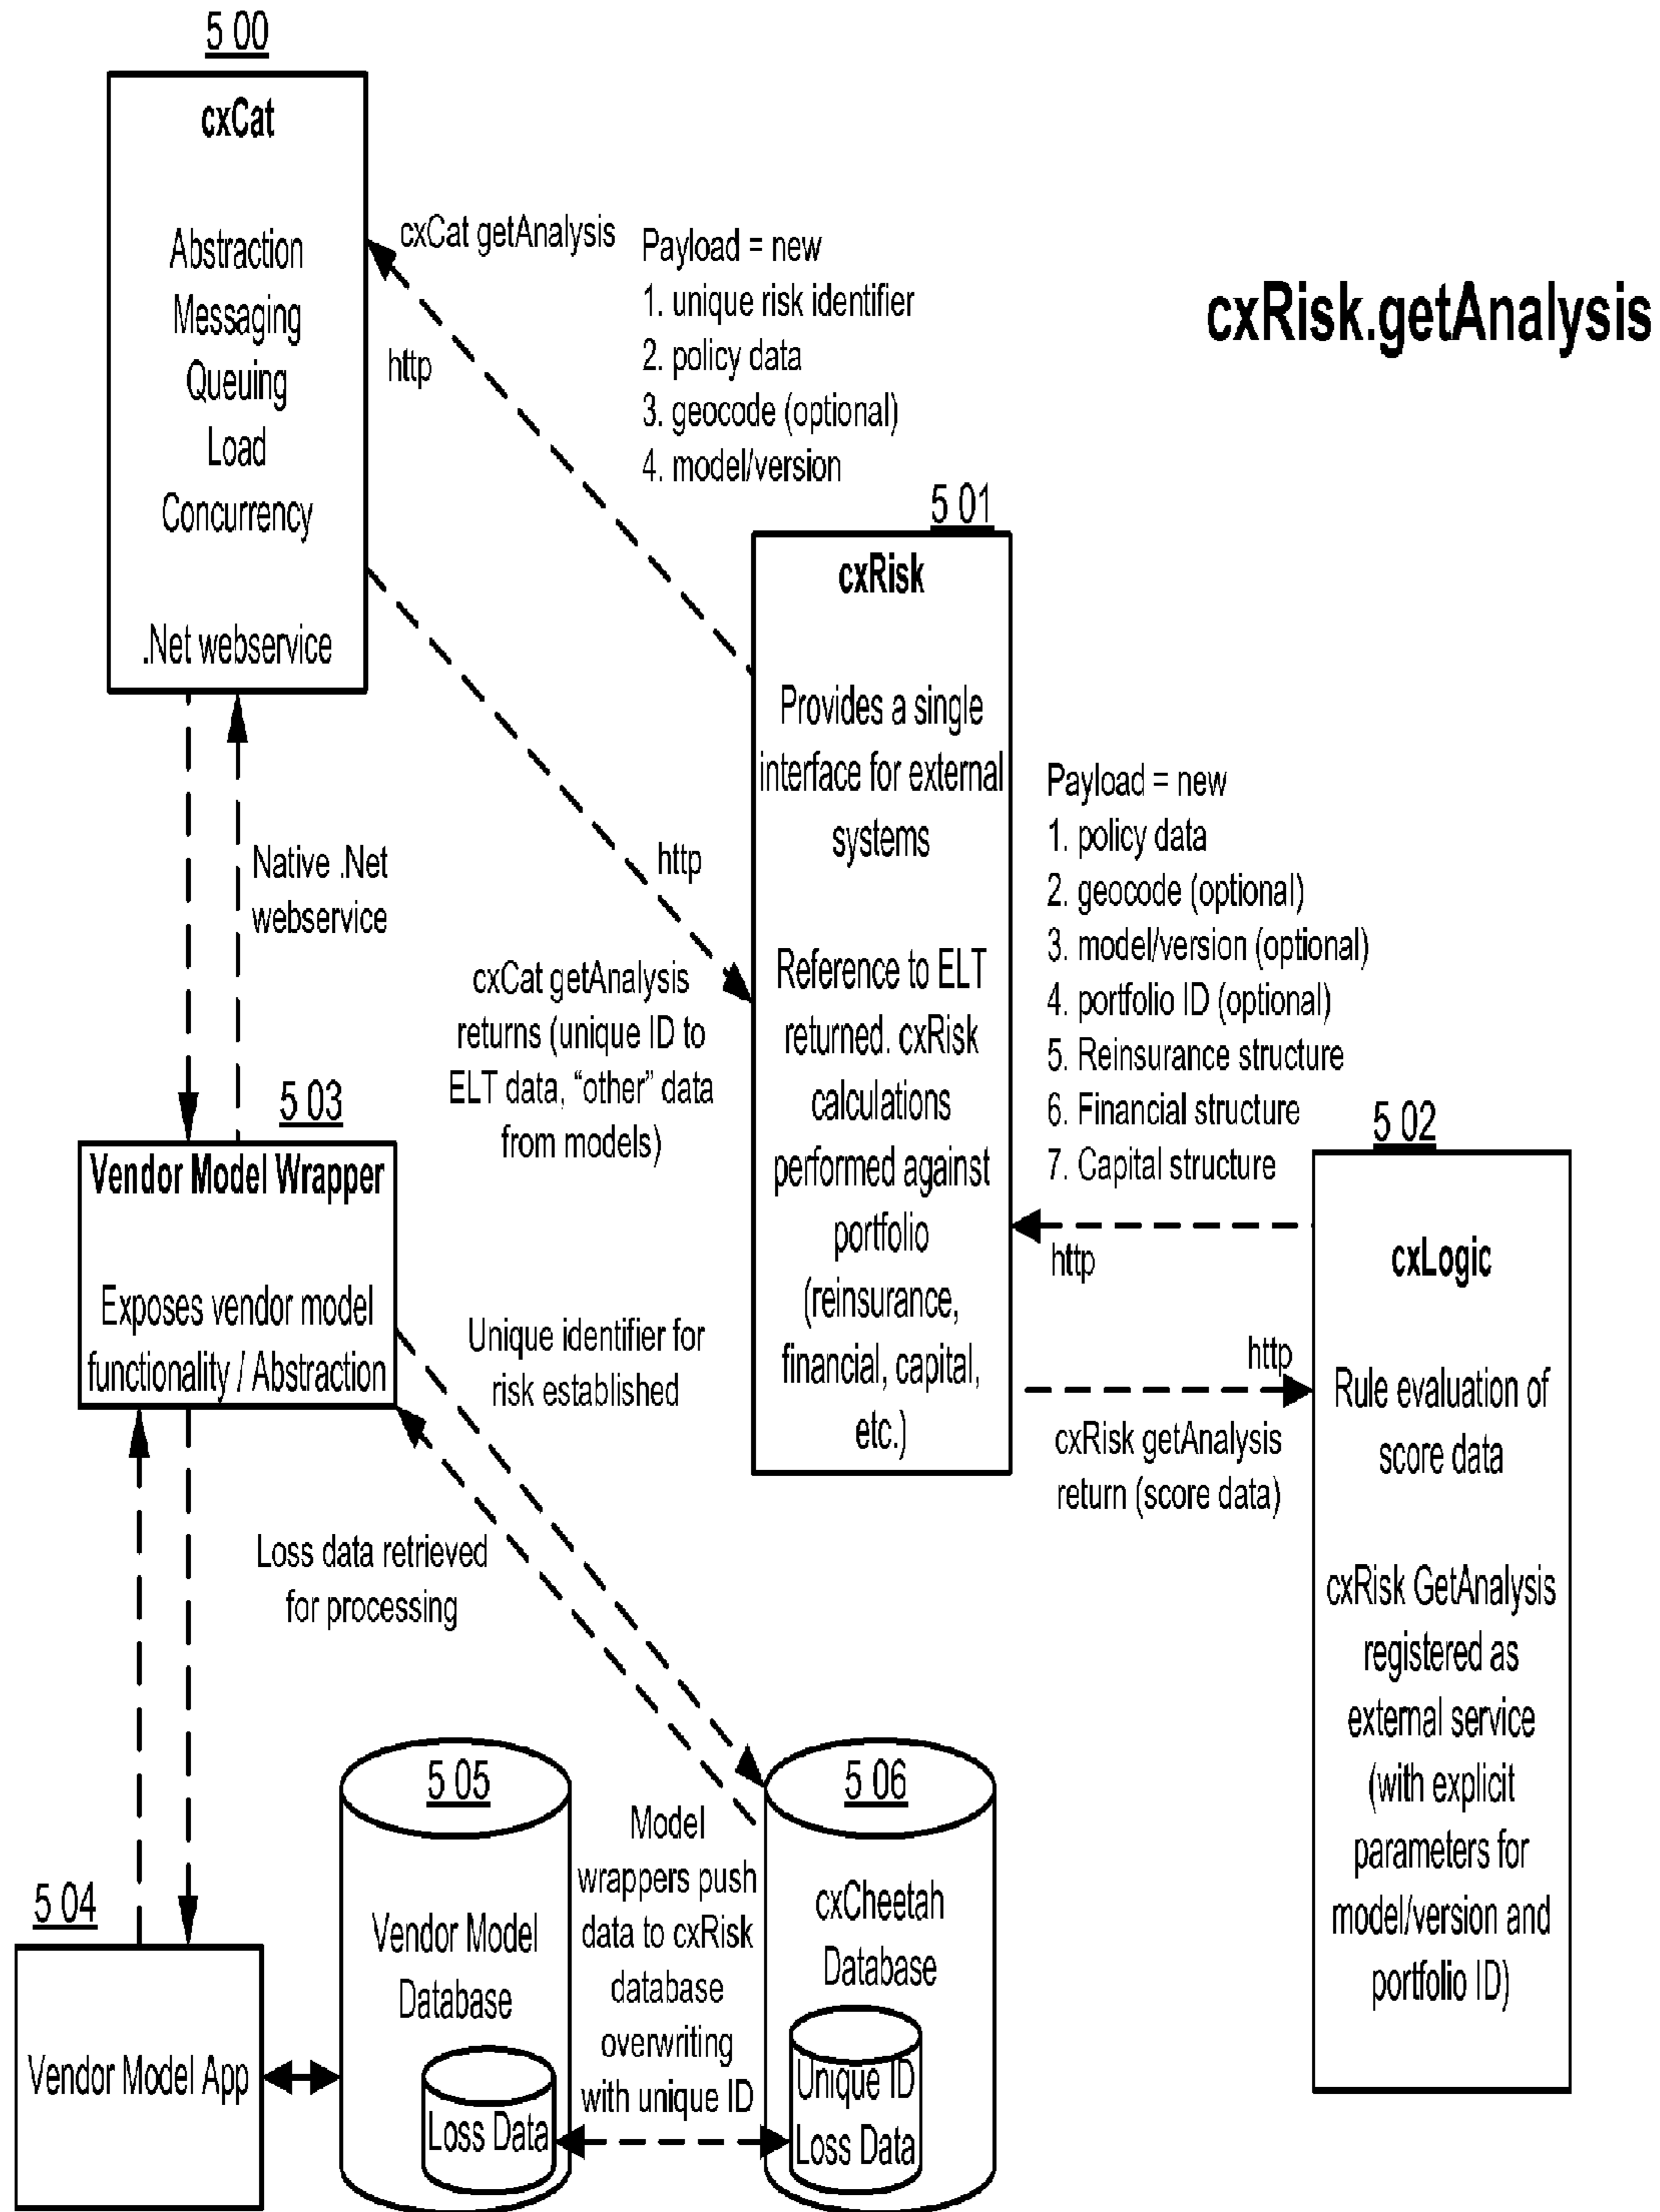 5 00
cxCat
Abstraction
Messaging
Queuing
Load
Concurrency
.Net webservice
cxCat getAnalysis
http
Payload = new
1. unique risk identifier
2. policy data
3. geocode (optional)
4. model/version
cxRisk.getAnalysis
5 01
cxRisk
Provides a single
interface for external
systems
Reference to ELT
returned. cxRisk
calculations
performed against
portfolio
(reinsurance,
financial, capital,
etc.)
http
Native .Net
webservice
cxCat getAnalysis
returns (unique ID to
ELT data, “other” data
from models)
Payload = new
1. policy data
2. geocode (optional)
3. model/version (optional)
4. portfolio ID (optional)
5. Reinsurance structure
6. Financial structure
7. Capital structure
http
http
cxRisk getAnalysis
return (score data)
5 02
cxLogic
Rule evaluation of
score data
cxRisk GetAnalysis
registered as
external service
(with explicit
parameters for
model/version and
portfolio ID)
5 03
Vendor Model Wrapper
Exposes vendor model
functionality / Abstraction
Unique identifier for
risk established
Loss data retrieved
for processing
5 04
Vendor Model App
5 05
Vendor Model
Database
Loss Data
Model
wrappers push
data to cxRisk
database
overwriting
with unique ID
5 06
cxCheetah
Database
Unique ID
Loss Data